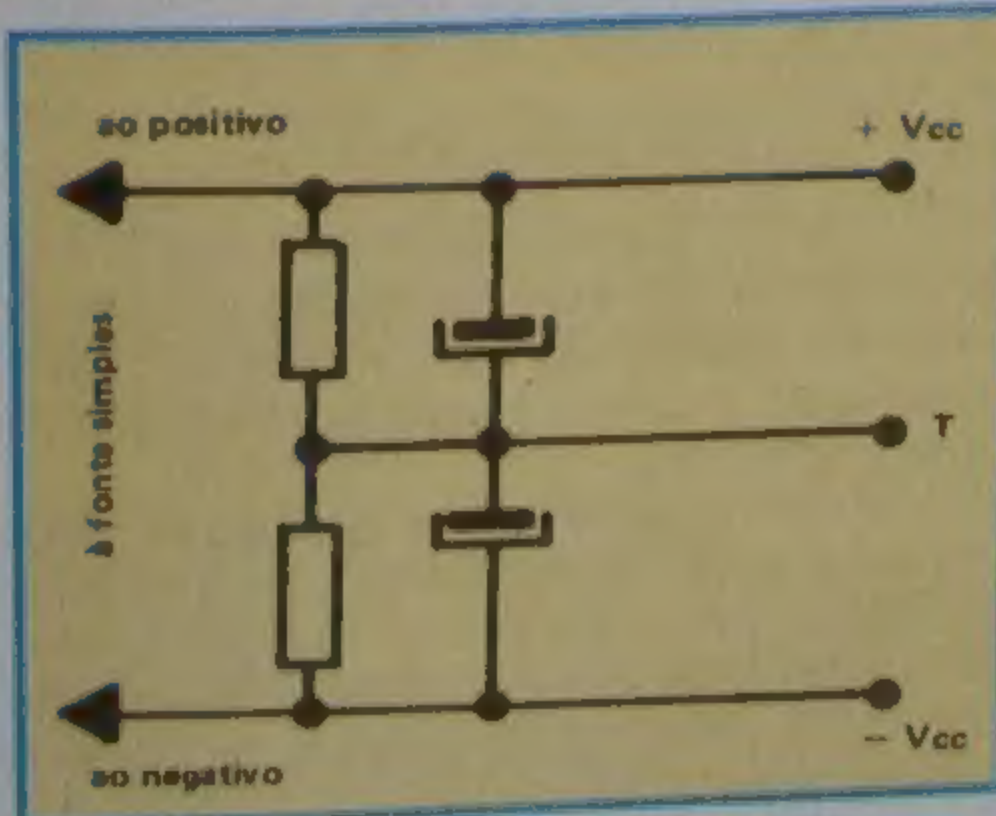 ao positivo
+ Vcc
à fonte simples
T
− Vcc
ao negativo